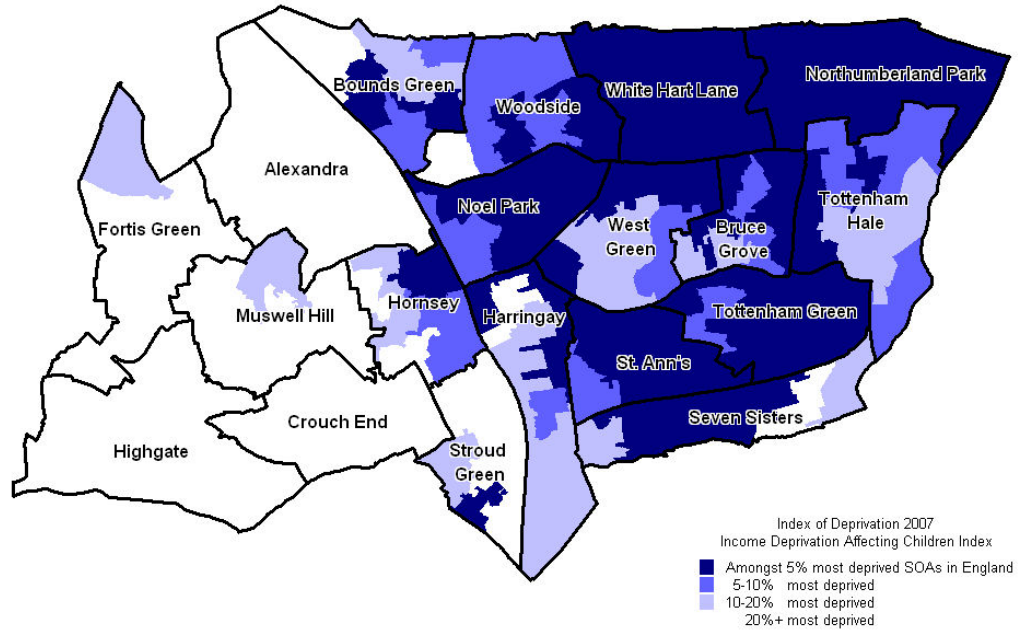 Northumberland Park
Bounds Green
White Hart Lane
Woodside
Alexandra
Noel Park
Tottenham
Hale
Fortis Green
West
Green
Bruce
Grove
Hornsey
Muswell Hill
Harringay
Tottenham Green
St. Ann's
Seven Sisters
Crouch End
Highgate
Stroud
Green
Index of Deprivation 2007
Income Deprivation Affecting Children Index
Amongst 5% most deprived SOAs in England
5-10% most deprived
10-20% most deprived
20%+ most deprived